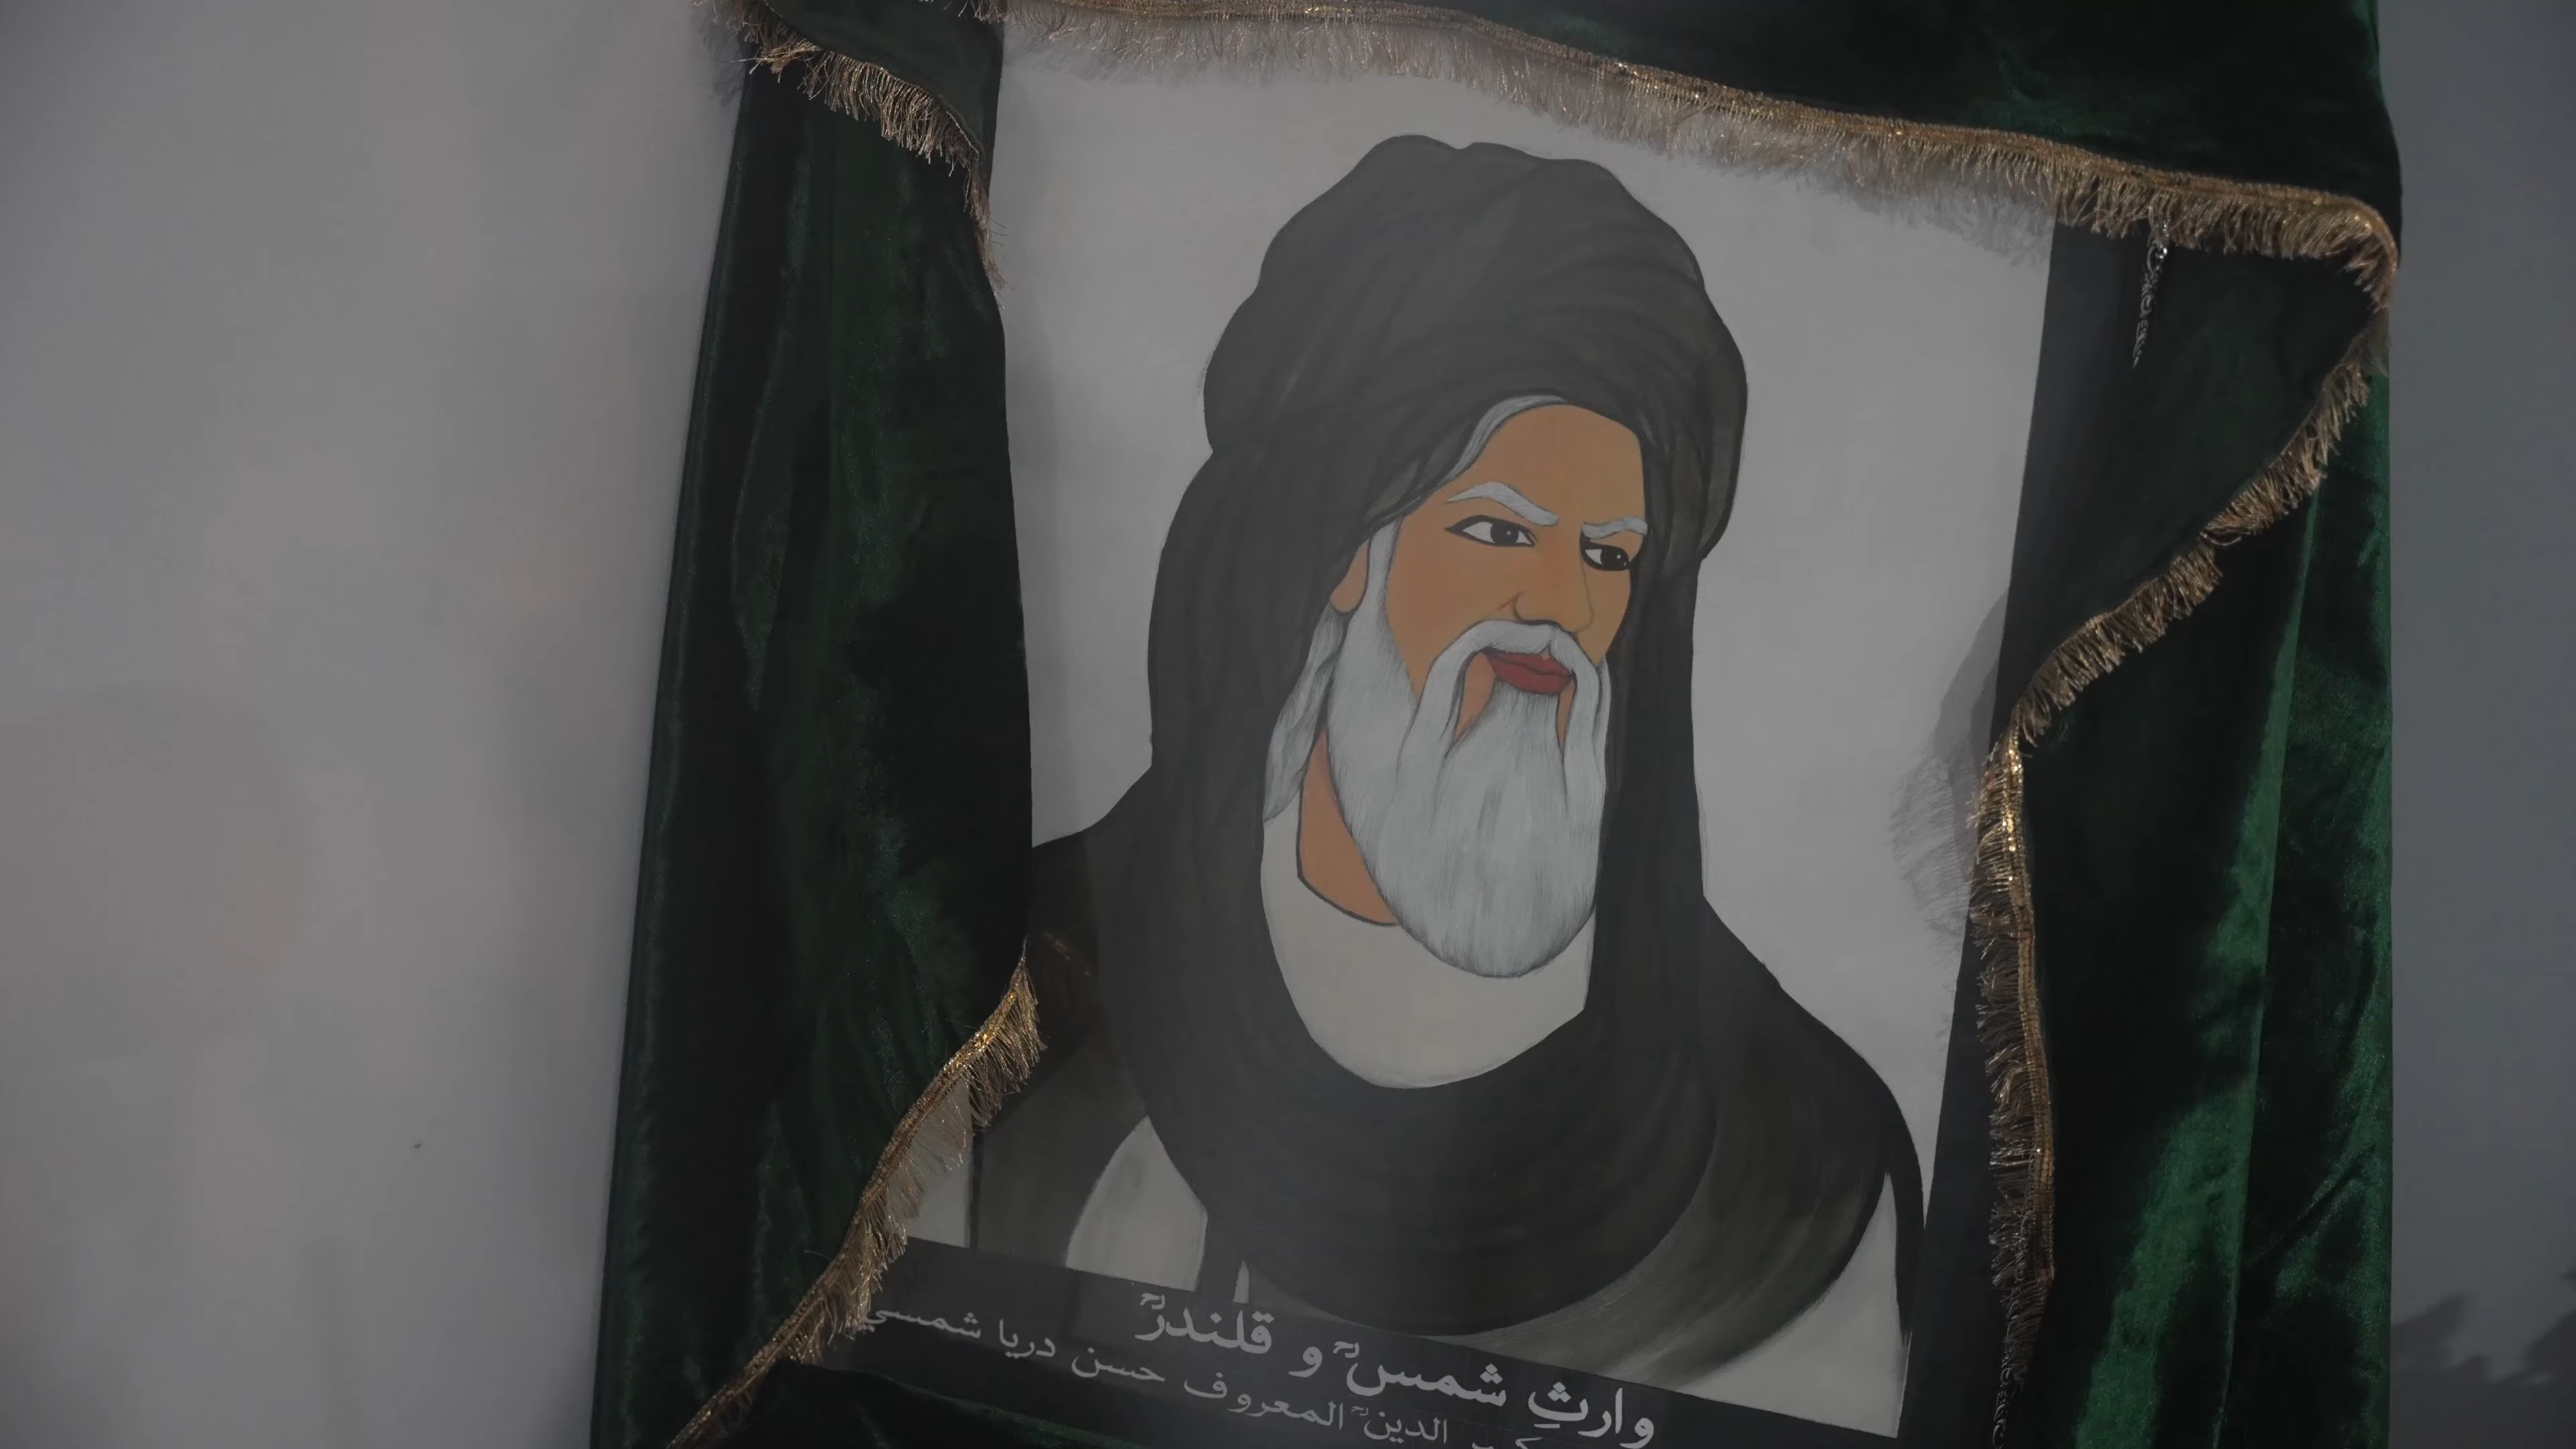 وارثِ شمسؒ و قلندرؒ
الدینؒ المعروف حسن دریا شمسی